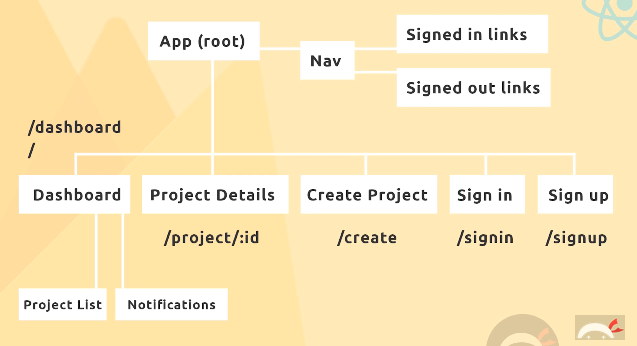 App (root)
Nav
Signed in links
Signed out links
/dashboard
/
Dashboard
Project Details
Create Project
Sign in
Sign up
/project/:id
/create
/signin
/signup
Project List
Notifications